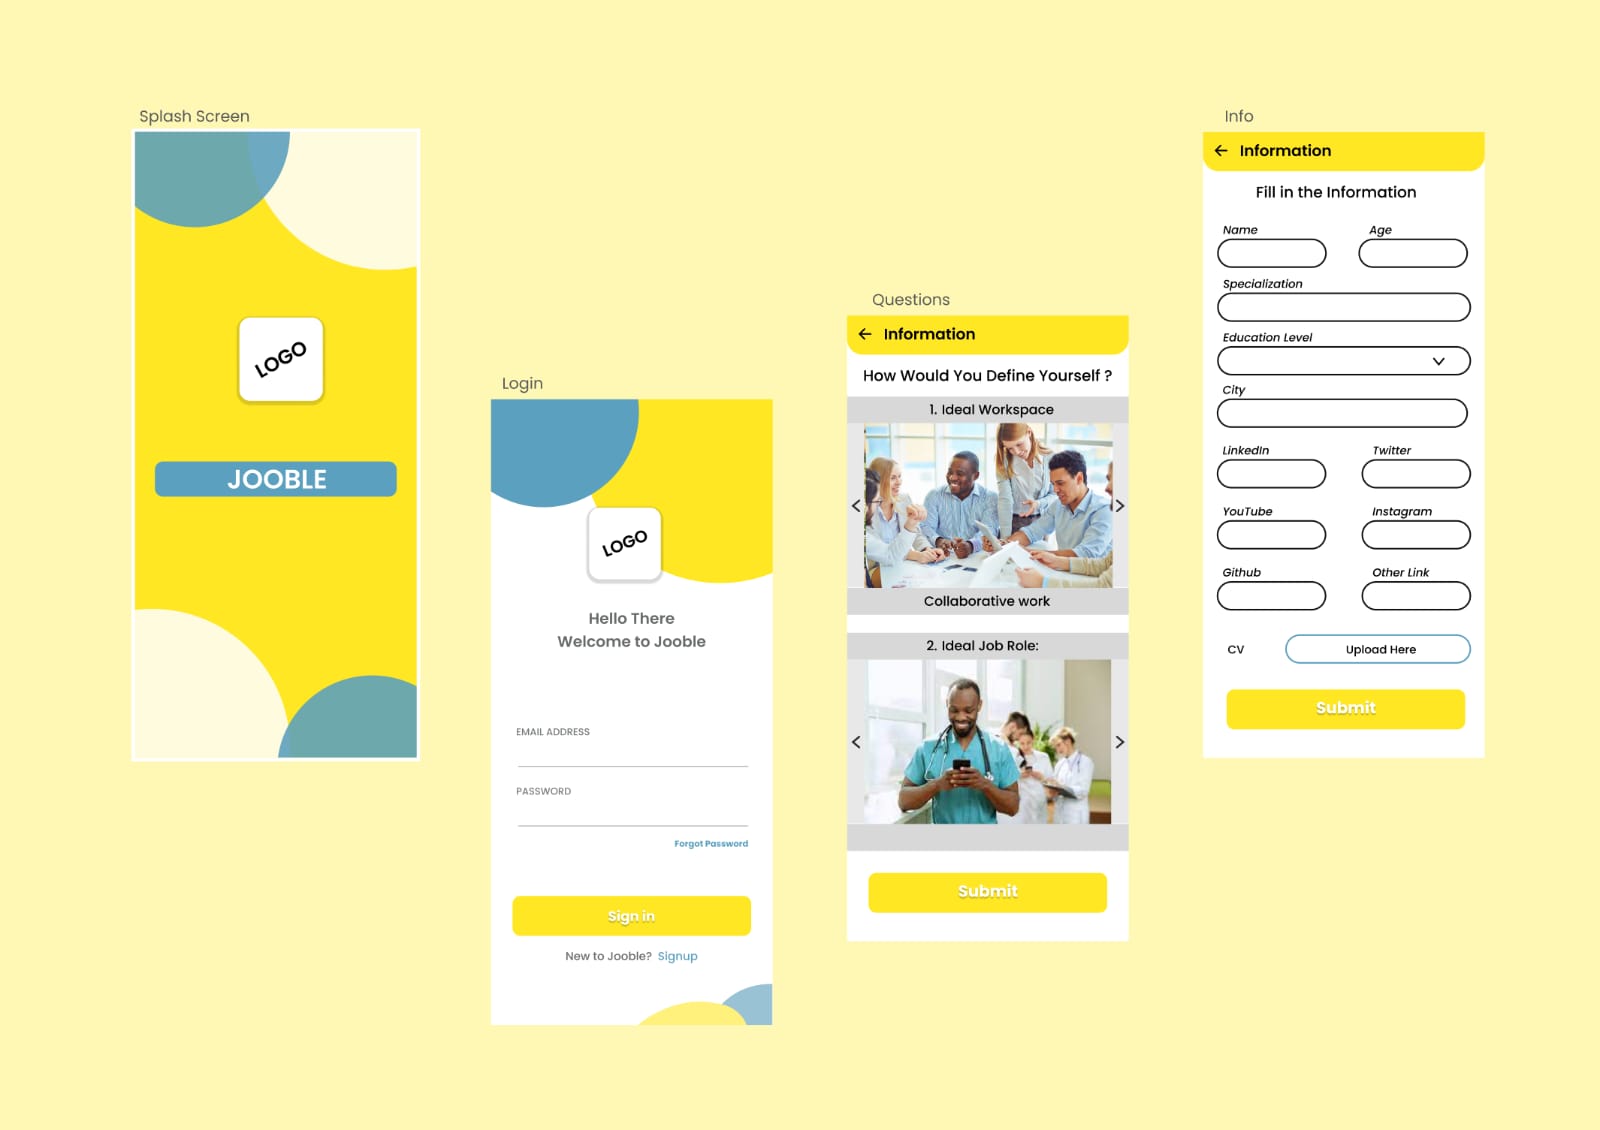 Splash Screen
LOGO
JOOBLE
Login
LOGO
Hello There
Welcome to Jooble
EMAIL ADDRESS
PASSWORD
Forgot Password
Sign in
New to Jooble? Signup
Questions
Information
How Would You Define Yourself ?
1. Ideal Workspace
Collaborative work
2. Ideal Job Role:
Submit
Info
Information
Fill in the Information
Name Age
Specialization
Education Level
City
LinkedIn Twitter
YouTube Instagram
Github Other Link
CV Upload Here
Submit